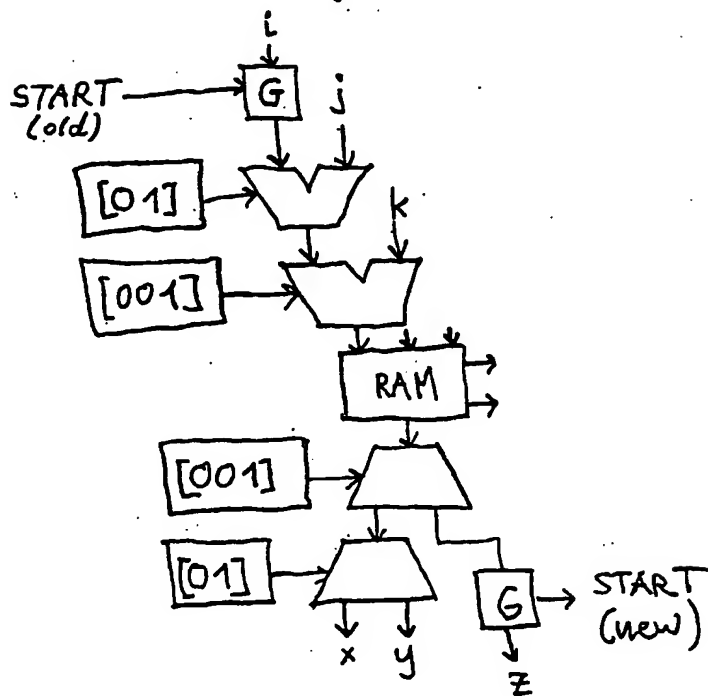 i
START
(old)
G
j
[01]
k
[001]
RAM
[001]
[01]
G
START
(new)
x
y
z